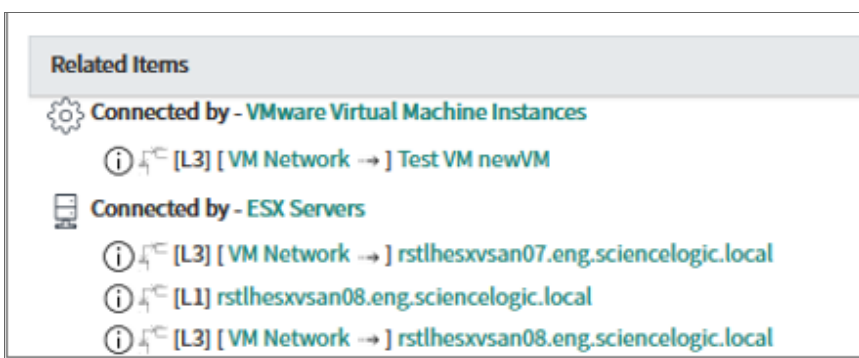 Related Items
Connected by - VMware Virtual Machine Instances
[L3] [ VM Network → ] Test VM newVM
Connected by - ESX Servers
[L3] [ VM Network → ] rstlhesxvsan07.eng.sciencelogic.local
[L1] rstlhesxvsan08.eng.sciencelogic.local
[L3] [ VM Network → ] rstlhesxvsan08.eng.sciencelogic.local